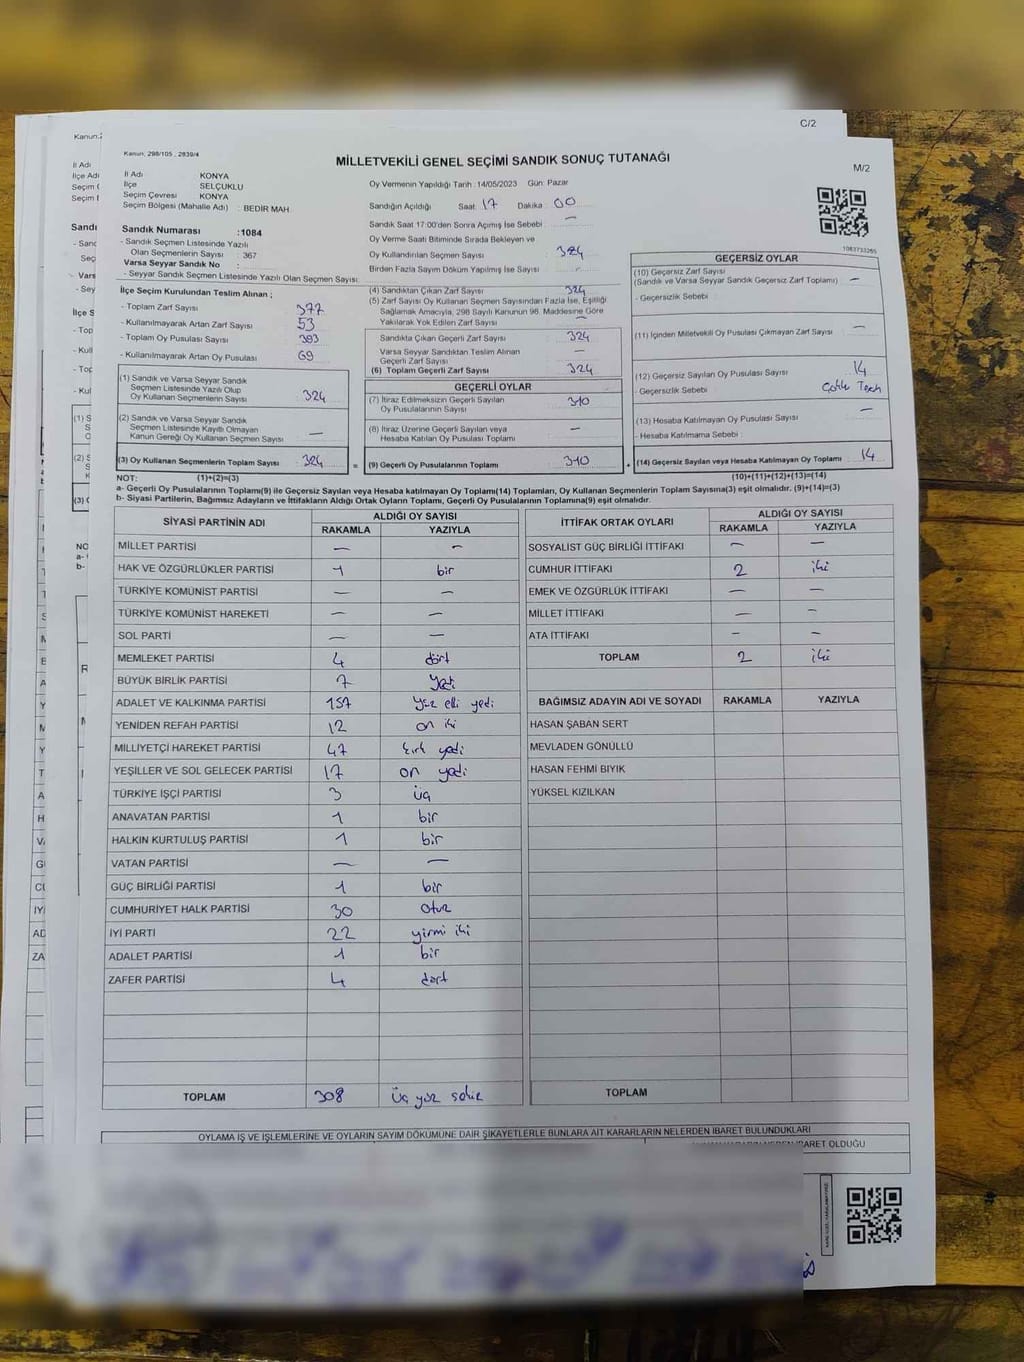 C/2
Kanun:2
Kanun; 298/105 ; 2839/4
MİLLETVEKİLİ GENEL SEÇİMİ SANDIK SONUÇ TUTANAĞI
M/2
İl Adı KONYA
İlçe SELÇUKLU
Seçim Çevresi KONYA
Seçim Bölgesi (Mahalle Adı) : BEDİR MAH.
Oy Vermenin Yapıldığı Tarih : 14/05/2023 Gün: Pazar
Sandığın Açıldığı Saat: 17 Dakika: 00
Sandık Numarası :1084
- Sandık Seçmen Listesinde Yazılı
Olan Seçmenlerin Sayısı : 367
Varsa Seyyar Sandık No :
- Seyyar Sandık Seçmen Listesinde Yazılı Olan Seçmen Sayısı:
Sandık Saat 17:00'den Sonra Açımış İse Sebebi : —
Oy Verme Saati Bitiminde Sırada Bekleyen ve
Oy Kullandırılan Seçmen Sayısı : 324
Birden Fazla Sayım Döküm Yapılmış İse Sayısı : -
İlçe Seçim Kurulundan Teslim Alınan ;
- Toplam Zarf Sayısı : 377
- Kullanılmayarak Artan Zarf Sayısı : 53
- Toplam Oy Pusulası Sayısı : 393
- Kullanılmayarak Artan Oy Pusulası : 69
(4) Sandıktan Çıkan Zarf Sayısı : 324
(5) Zarf Sayısı Oy Kullanan Seçmen Sayısından Fazla İse, Eşitliği
Sağlamak Amacıyla, 298 Sayılı Kanunun 98. Maddesine Göre
Yakılarak Yok Edilen Zarf Sayısı : —
Sandıkta Çıkan Geçerli Zarf Sayısı : 324
Varsa Seyyar Sandıktan Teslim Alınan
Geçerli Zarf Sayısı : —
(6) Toplam Geçerli Zarf Sayısı : 324
(1) Sandık ve Varsa Seyyar Sandık
Seçmen Listesinde Yazılı Olup
Oy Kullanan Seçmenlerin Sayısı : 324
(2) Sandık ve Varsa Seyyar Sandık
Seçmen Listesinde Kayıtlı Olmayan
Kanun Gereği Oy Kullanan Seçmen Sayısı : —
(3) Oy Kullanan Seçmenlerin Toplam Sayısı : 324
=
GEÇERLİ OYLAR
(7) İtiraz Edilmeksizin Geçerli Sayılan
Oy Pusulalarının Sayısı : 310
(8) İtiraz Üzerine Geçerli Sayılan veya
Hesaba Katılan Oy Pusulası Toplamı : —
(9) Geçerli Oy Pusulalarının Toplamı : 310
+
1083733255
GEÇERSİZ OYLAR
(10) Geçersiz Zarf Sayısı
(Sandık ve Varsa Seyyar Sandık Geçersiz Zarf Toplamı) : —
- Geçersizlik Sebebi :
(11) İçinden Milletvekili Oy Pusulası Çıkmayan Zarf Sayısı : —
(12) Geçersiz Sayılan Oy Pusulası Sayısı : 14
- Geçersizlik Sebebi :
(13) Hesaba Katılmayan Oy Pusulası Sayısı : —
- Hesaba Katılmama Sebebi :
(14) Geçersiz Sayılan veya Hesaba Katılmayan Oy Toplamı : 14
NOT: (1)+(2)=(3) (10)+(11)+(12)+(13)=(14)
a- Geçerli Oy Pusulalarının Toplamı(9) ile Geçersiz Sayılan veya Hesaba katılmayan Oy Toplam(14) Toplamları, Oy Kullanan Seçmenlerin Toplam Sayısına(3) eşit olmalıdır. (9)+(14)=(3)
b- Siyasi Partilerin, Bağımsız Adayların ve İttifakların Aldığı Ortak Oyların Toplamı, Geçerli Oy Pusulalarının Toplamına(9) eşit olmalıdır.
SİYASİ PARTİNİN ADI ALDIĞI OY SAYISI
RAKAMLA YAZIYLA
MİLLET PARTİSİ — —
HAK VE ÖZGÜRLÜKLER PARTİSİ 1 bir
TÜRKİYE KOMÜNİST PARTİSİ — —
TÜRKİYE KOMÜNİST HAREKETİ — —
SOL PARTİ — —
MEMLEKET PARTİSİ 4 dört
BÜYÜK BİRLİK PARTİSİ 7 yedi
ADALET VE KALKINMA PARTİSİ 157 yüz elli yedi
YENİDEN REFAH PARTİSİ 12 on iki
MİLLİYETÇİ HAREKET PARTİSİ 47 kırk yedi
YEŞİLLER VE SOL GELECEK PARTİSİ 17 on yedi
TÜRKİYE İŞÇİ PARTİSİ 3 üç
ANAVATAN PARTİSİ 1 bir
HALKIN KURTULUŞ PARTİSİ 1 bir
VATAN PARTİSİ — —
GÜÇ BİRLİĞİ PARTİSİ 1 bir
CUMHURİYET HALK PARTİSİ 30 otuz
İYİ PARTİ 22 yirmi iki
ADALET PARTİSİ 1 bir
ZAFER PARTİSİ 4 dört
TOPLAM 308 üç yüz sekiz
İTTİFAK ORTAK OYLARI ALDIĞI OY SAYISI
RAKAMLA YAZIYLA
SOSYALİST GÜÇ BİRLİĞİ İTTİFAKI — —
CUMHUR İTTİFAKI 2 iki
EMEK VE ÖZGÜRLÜK İTTİFAKI — —
MİLLET İTTİFAKI — —
ATA İTTİFAKI — —
TOPLAM 2 iki
BAĞIMSIZ ADAYIN ADI VE SOYADI RAKAMLA YAZIYLA
HASAN ŞABAN SERT
MEVLADEN GÖNÜLLÜ
HASAN FEHMİ BIYIK
YÜKSEL KIZILKAN
TOPLAM
OYLAMA İŞ VE İŞLEMLERİNE VE OYLARIN SAYIM DÖKÜMÜNE DAİR ŞİKAYETLERLE BUNLARA AİT KARARLARIN NELERDEN İBARET BULUNDUKLARI
İBARET OLDUĞU